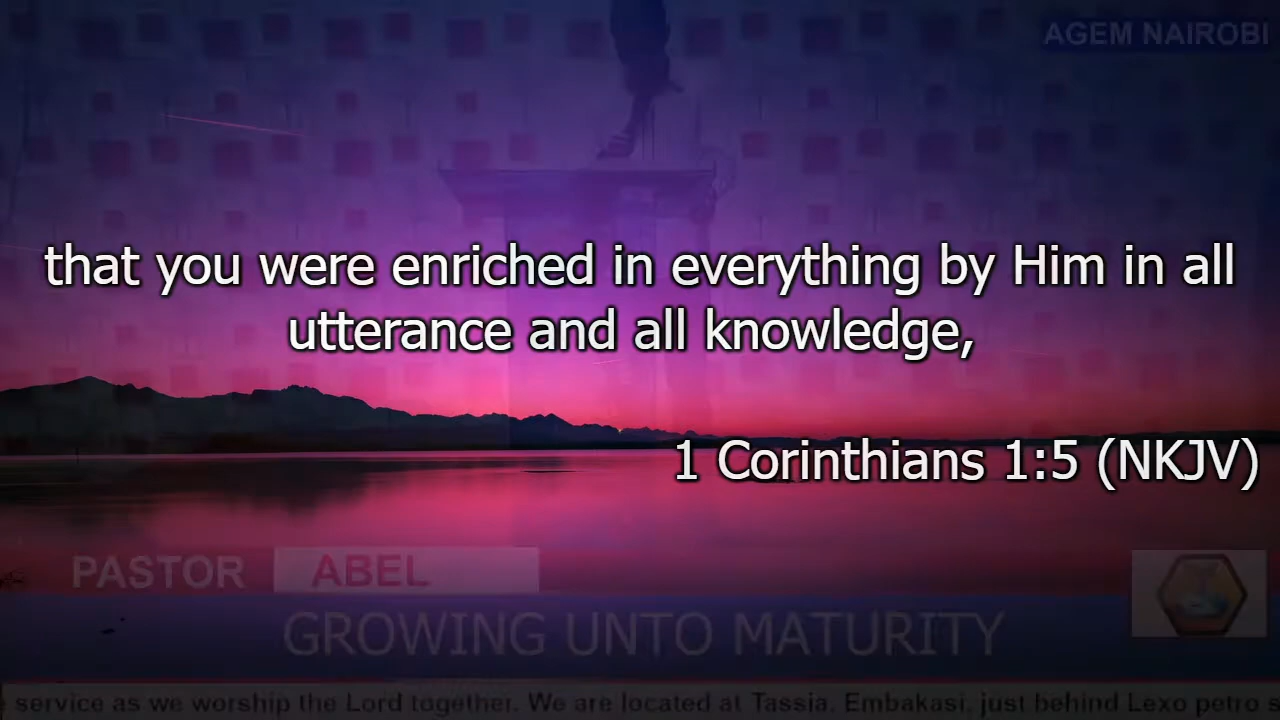 AGEM NAIROBI
that you were enriched in everything by Him in all
utterance and all knowledge,
1 Corinthians 1:5 (NKJV)
PASTOR ABEL
GROWING UNTO MATURITY
service as we worship the Lord together. We are located at Tassia, Embakasi, just behind Lexo petro